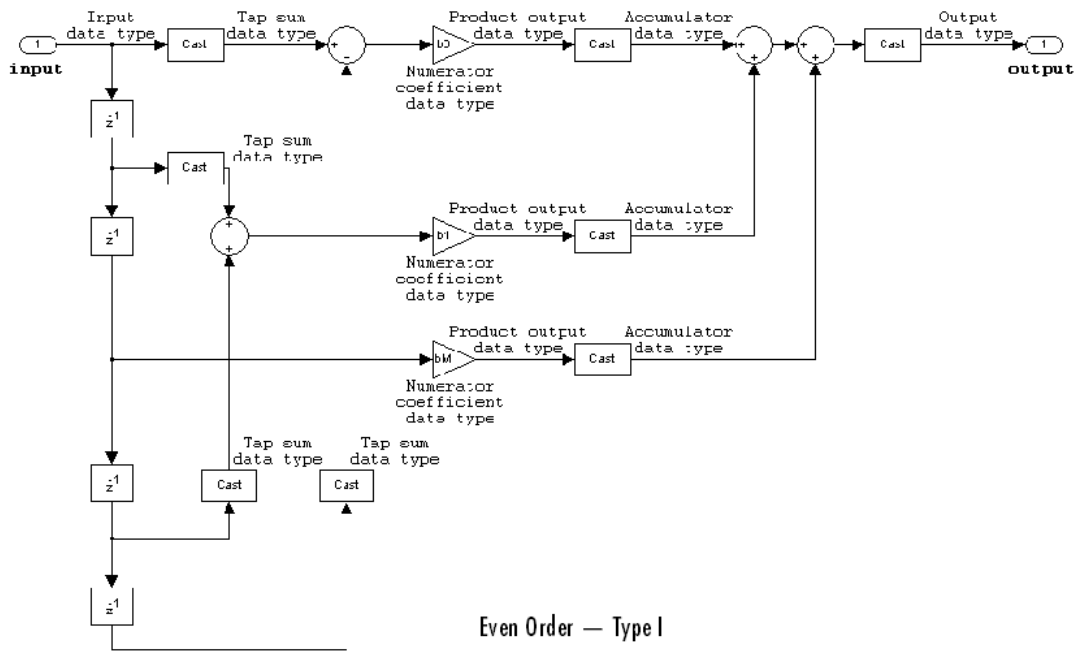 Input data type
Tap sum data type
Product output data type
Accumulator data type
Output data type
1
Cast
+
-
b0
Cast
+
+
+
+
Cast
1
input
output
Numerator coefficient data type
z-1
Tap sum data type
Cast
z-1
+
+
Product output data type
Accumulator data type
b1
Cast
Numerator coefficient data type
Product output data type
Accumulator data type
bM
Cast
Numerator coefficient data type
Tap sum data type
Tap sum data type
z-1
Cast
Cast
z-1
Even Order — Type I